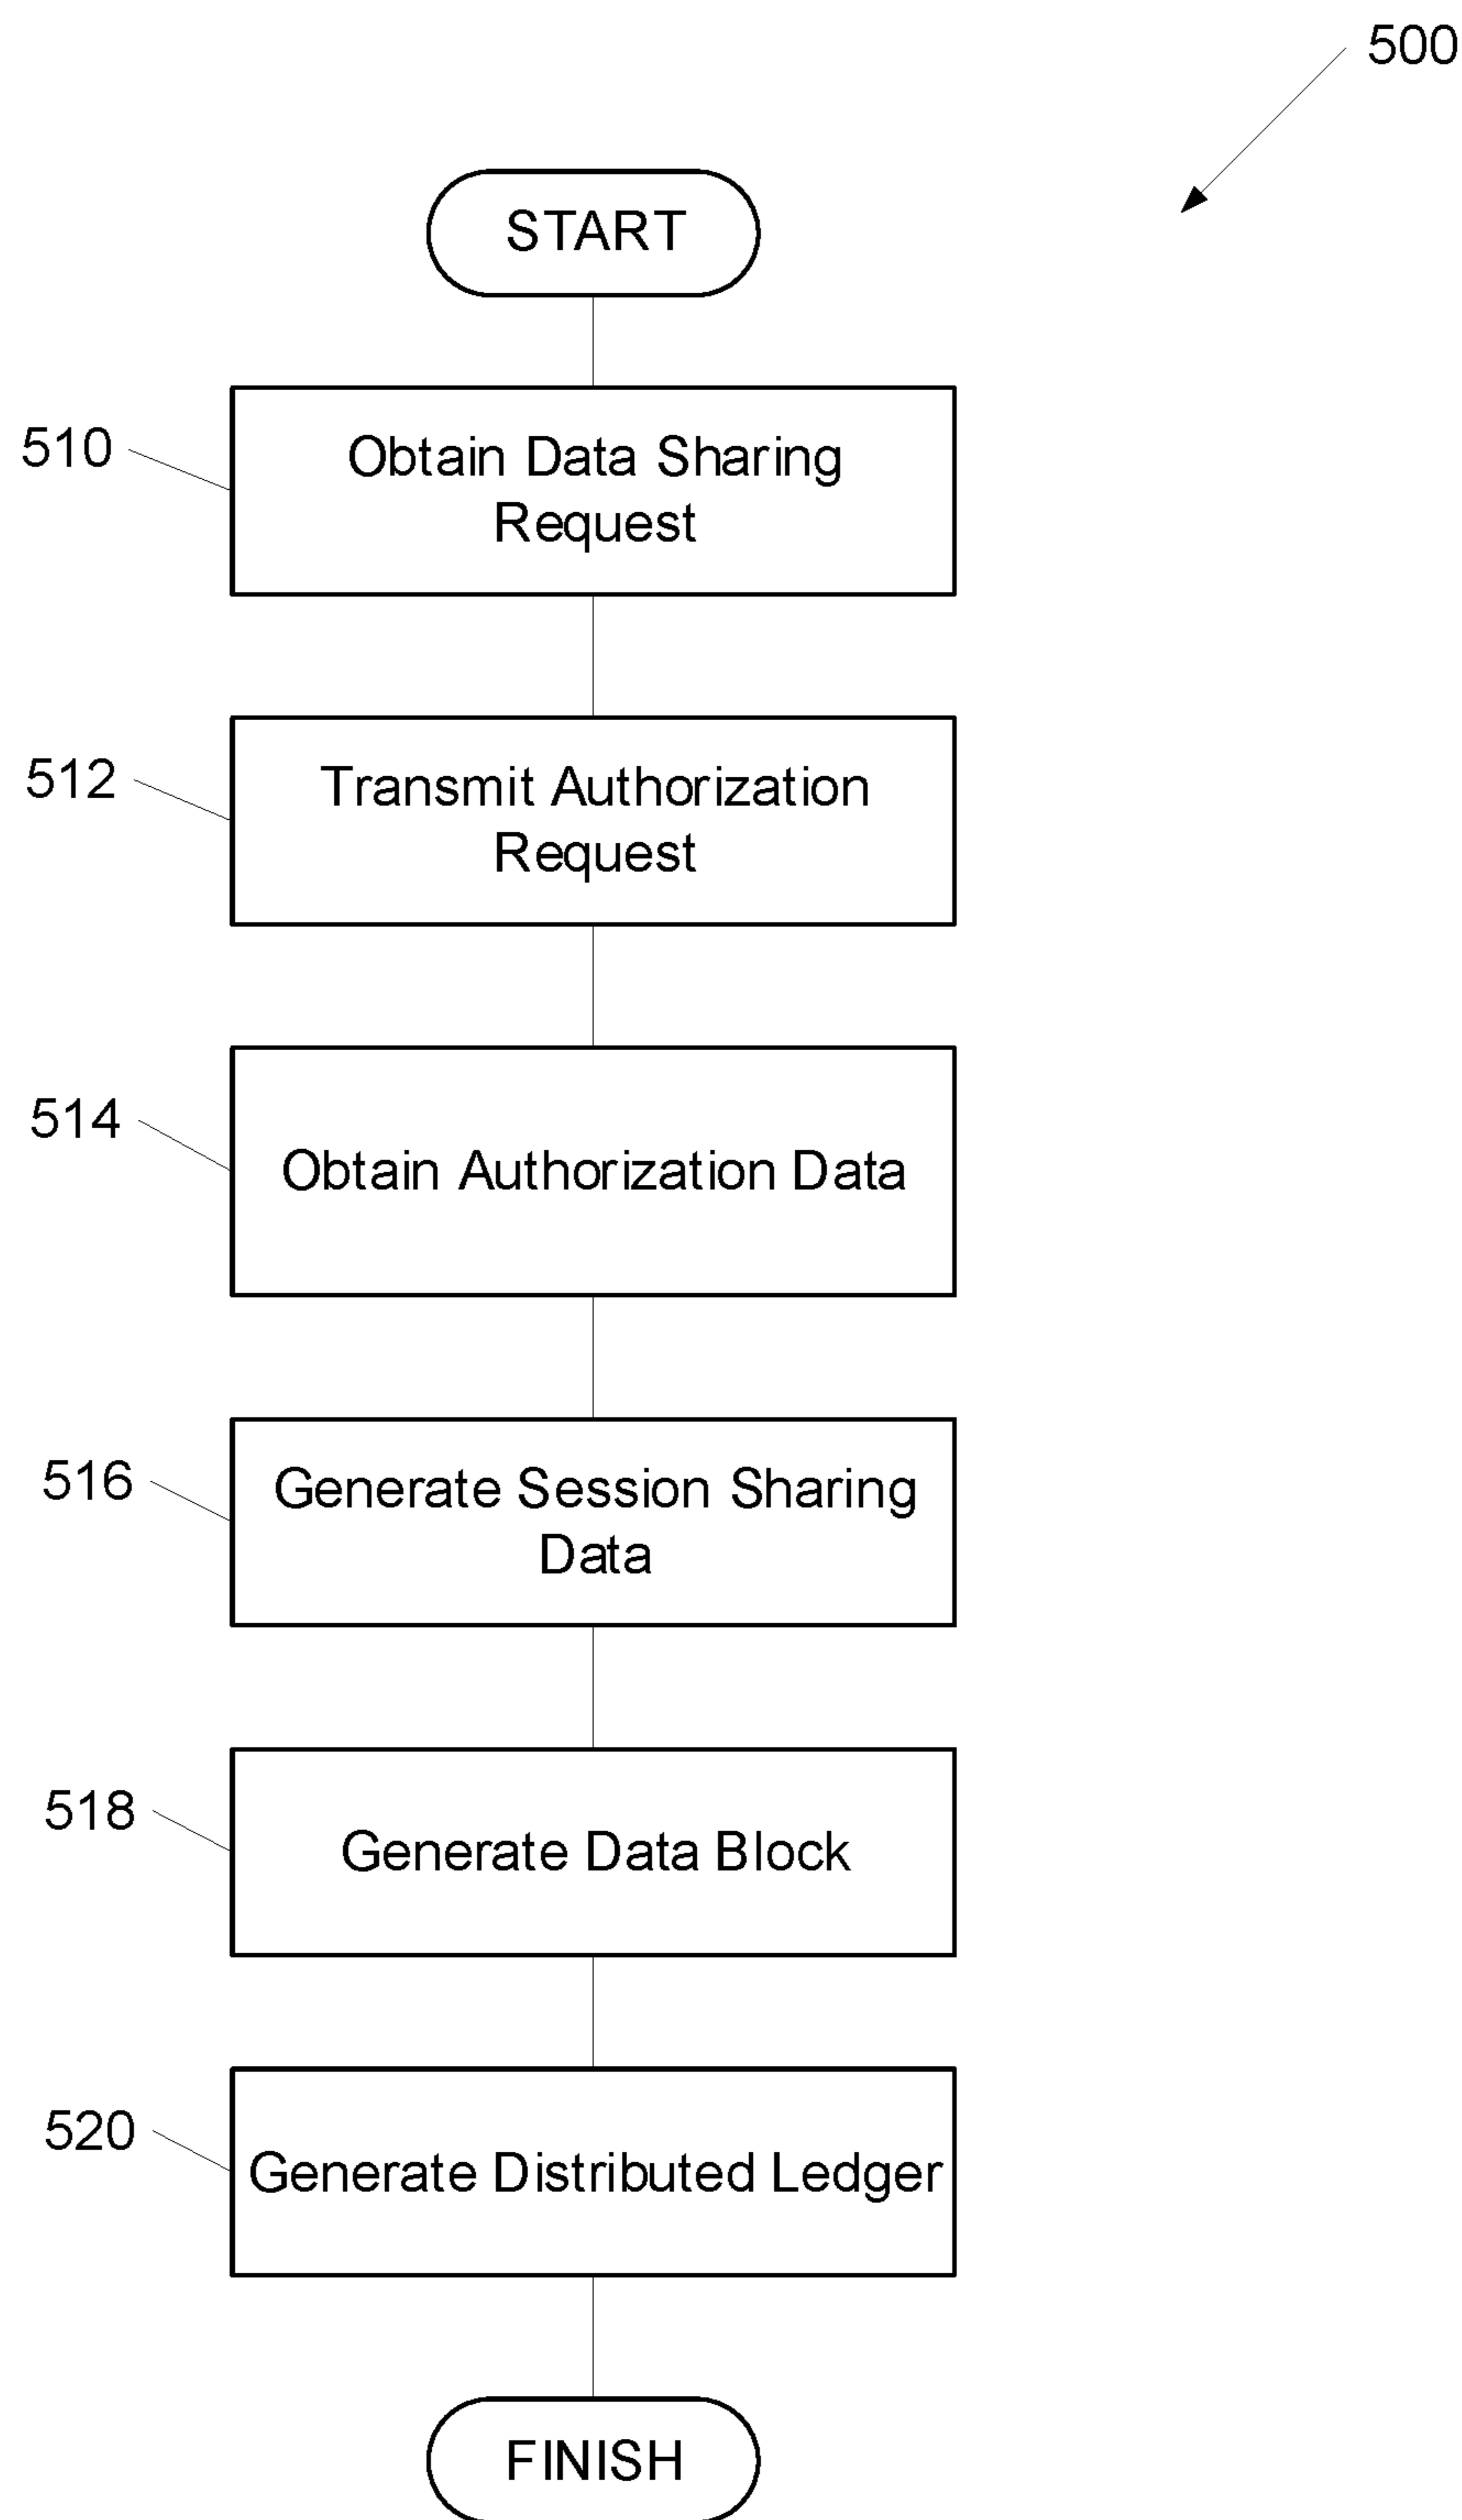 500
START
510
Obtain Data Sharing
Request
512
Transmit Authorization
Request
514
Obtain Authorization Data
516
Generate Session Sharing
Data
518
Generate Data Block
520
Generate Distributed Ledger
FINISH